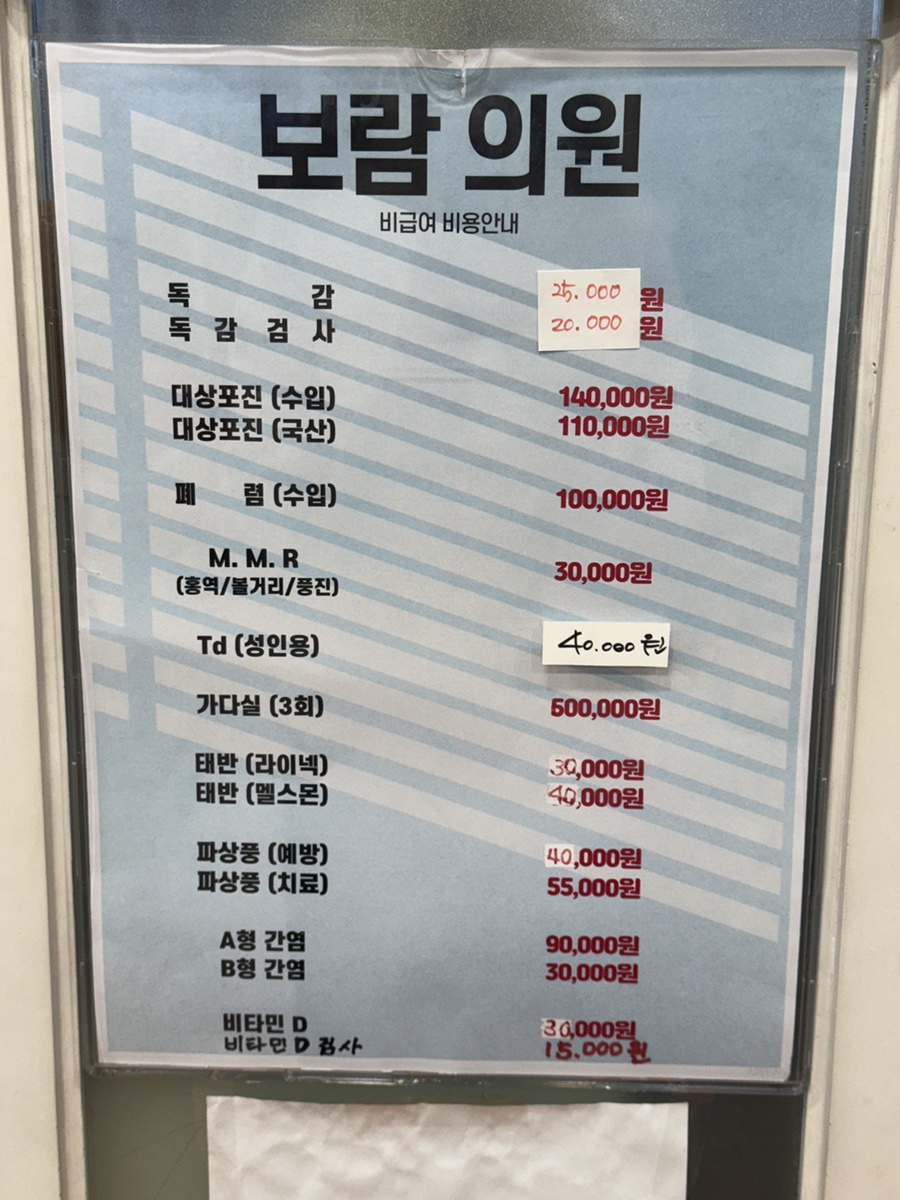 보람 의원
비급여 비용안내
독 감 25.000 원
독 감 검 사 20.000 원
대상포진 (수입) 140,000원
대상포진 (국산) 110,000원
폐 렴 (수입) 100,000원
M. M. R
(홍역/볼거리/풍진) 30,000원
Td (성인용) 40.000원
가다실 (3회) 500,000원
태반 (라이넥) 30,000원
태반 (멜스몬) 40,000원
파상풍 (예방) 40,000원
파상풍 (치료) 55,000원
A형 간염 90,000원
B형 간염 30,000원
비타민 D 30,000원
비타민 D 검사 15.000원